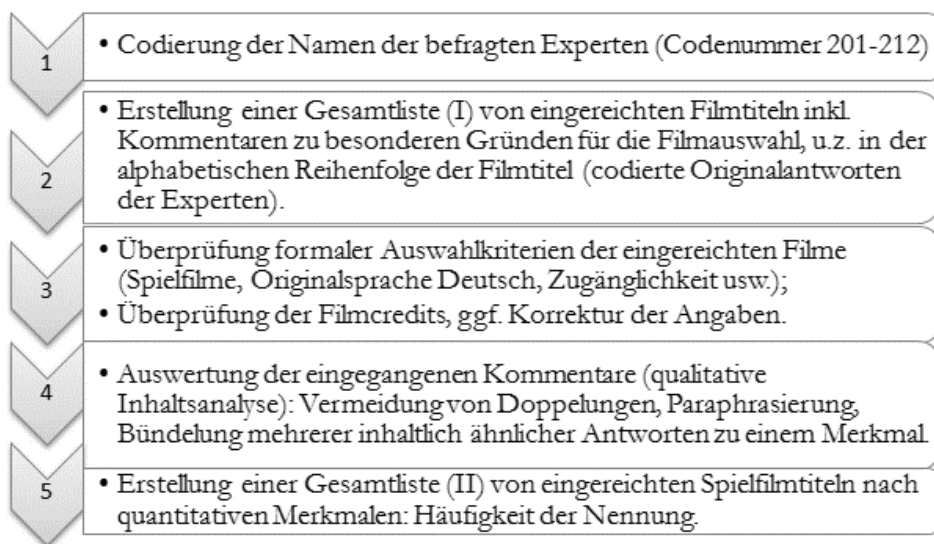 1
• Codierung der Namen der befragten Experten (Codenummer 201-212)
2
• Erstellung einer Gesamtliste (I) von eingereichten Filmtiteln inkl.
Kommentaren zu besonderen Gründen für die Filmauswahl, u.z. in der
alphabetischen Reihenfolge der Filmtitel (codierte Originalantworten
der Experten).
3
• Überprüfung formaler Auswahlkriterien der eingereichten Filme
(Spielfilme, Originalsprache Deutsch, Zugänglichkeit usw.);
• Überprüfung der Filmcredits, ggf. Korrektur der Angaben.
4
• Auswertung der eingegangenen Kommentare (qualitative
Inhaltsanalyse): Vermeidung von Doppelungen, Paraphrasierung,
Bündelung mehrerer inhaltlich ähnlicher Antworten zu einem Merkmal.
5
• Erstellung einer Gesamtliste (II) von eingereichten Spielfilmtiteln nach
quantitativen Merkmalen: Häufigkeit der Nennung.